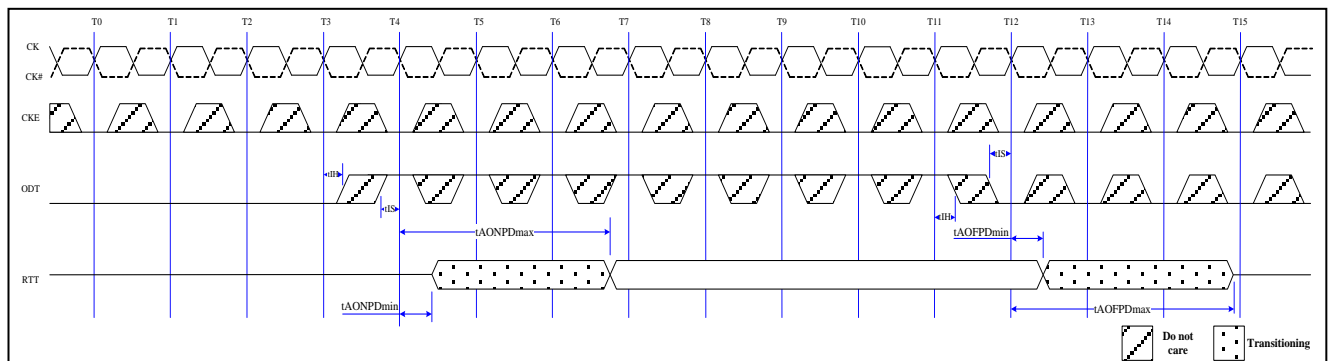 T0 T1 T2 T3 T4 T5 T6 T7 T8 T9 T10 T11 T12 T13 T14 T15
CK
CK#
CKE
tIS
tIH
ODT
tIS
tIH
tAONPDmax
tAOFPDmin
RTT
tAONPDmin
tAOFPDmax
Do not
care
Transitioning